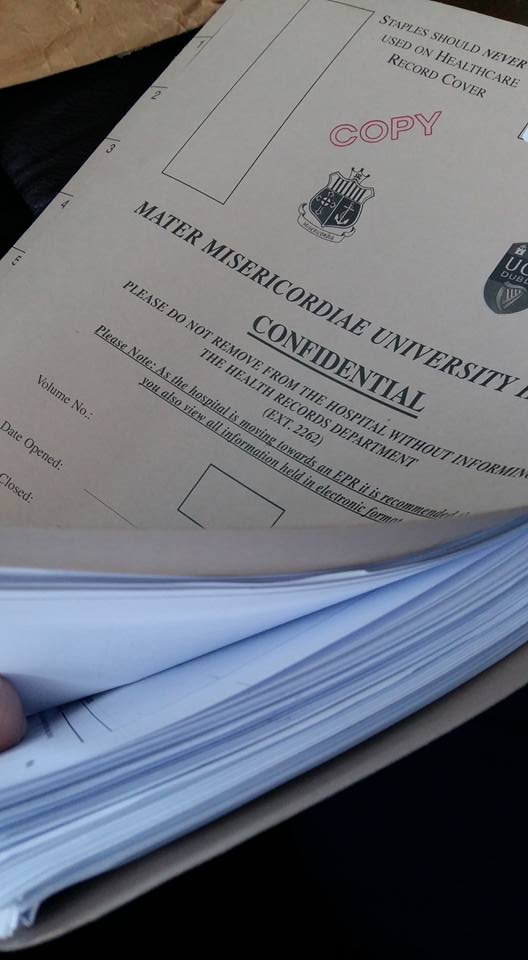 STAPLES SHOULD NEVER
USED ON HEALTHCARE
RECORD COVER
COPY
1
2
3
4
5
Misericordia
UC
DUBL
MATER MISERICORDIAE UNIVERSITY H
CONFIDENTIAL
PLEASE DO NOT REMOVE FROM THE HOSPITAL WITHOUT INFORMING
THE HEALTH RECORDS DEPARTMENT
(EXT. 2262)
Please Note: As the hospital is moving towards an EPR it is recommended
you also view all information held in electronic format
Volume No.:
Date Opened:
Closed: